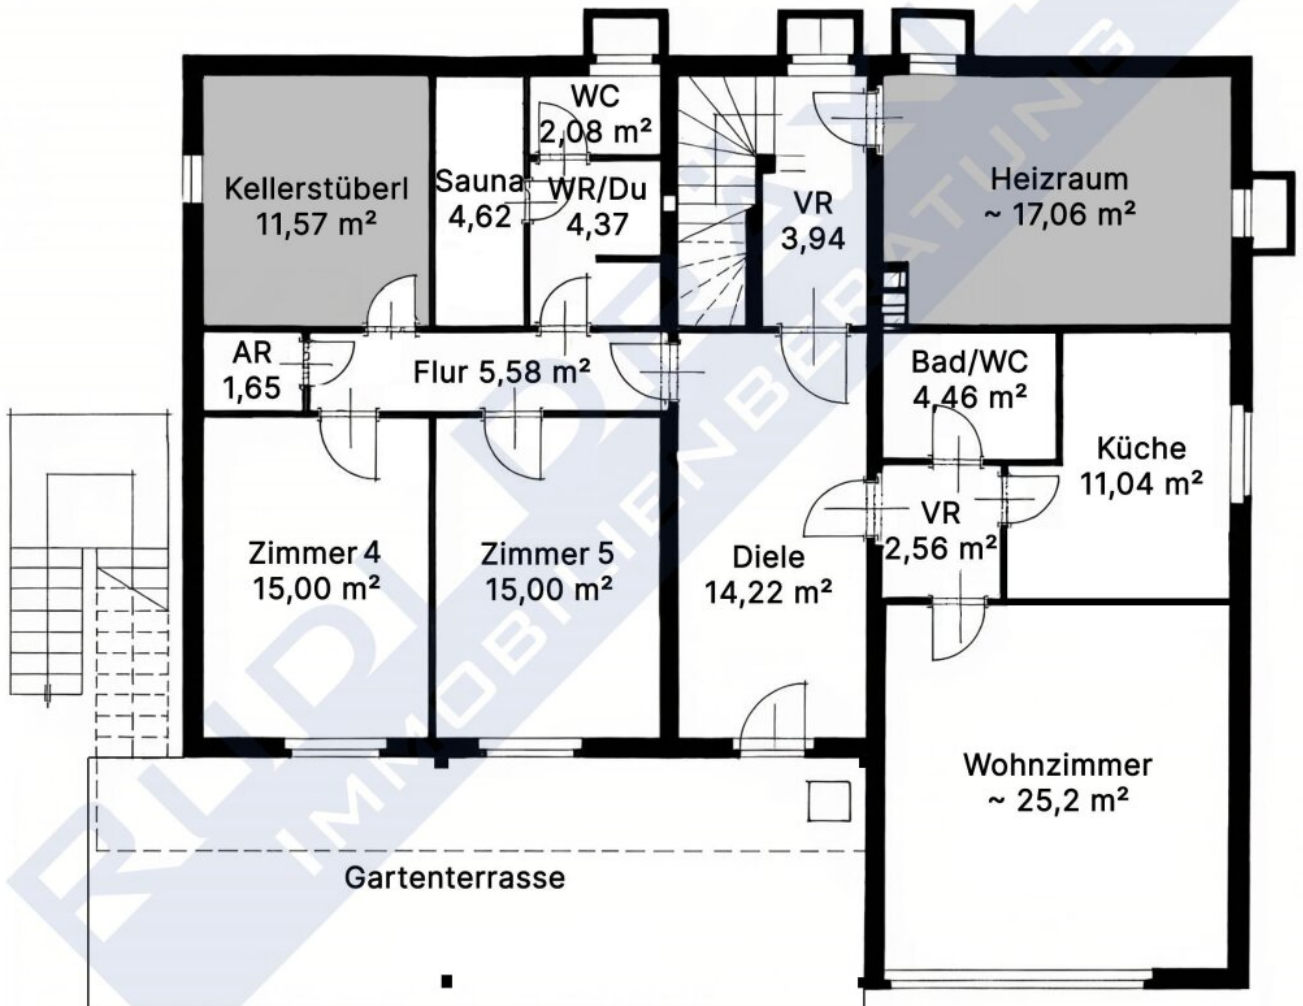 WC
2,08 m²
Kellerstüberl
11,57 m²
Sauna
4,62
WR/Du
4,37
VR
3,94
Heizraum
~ 17,06 m²
AR
1,65
Flur 5,58 m²
Bad/WC
4,46 m²
Küche
11,04 m²
Zimmer 4
15,00 m²
Zimmer 5
15,00 m²
Diele
14,22 m²
VR
2,56 m²
Wohnzimmer
~ 25,2 m²
Gartenterrasse
RUDI DRÄXL
IMMOBILIENBERATUNG